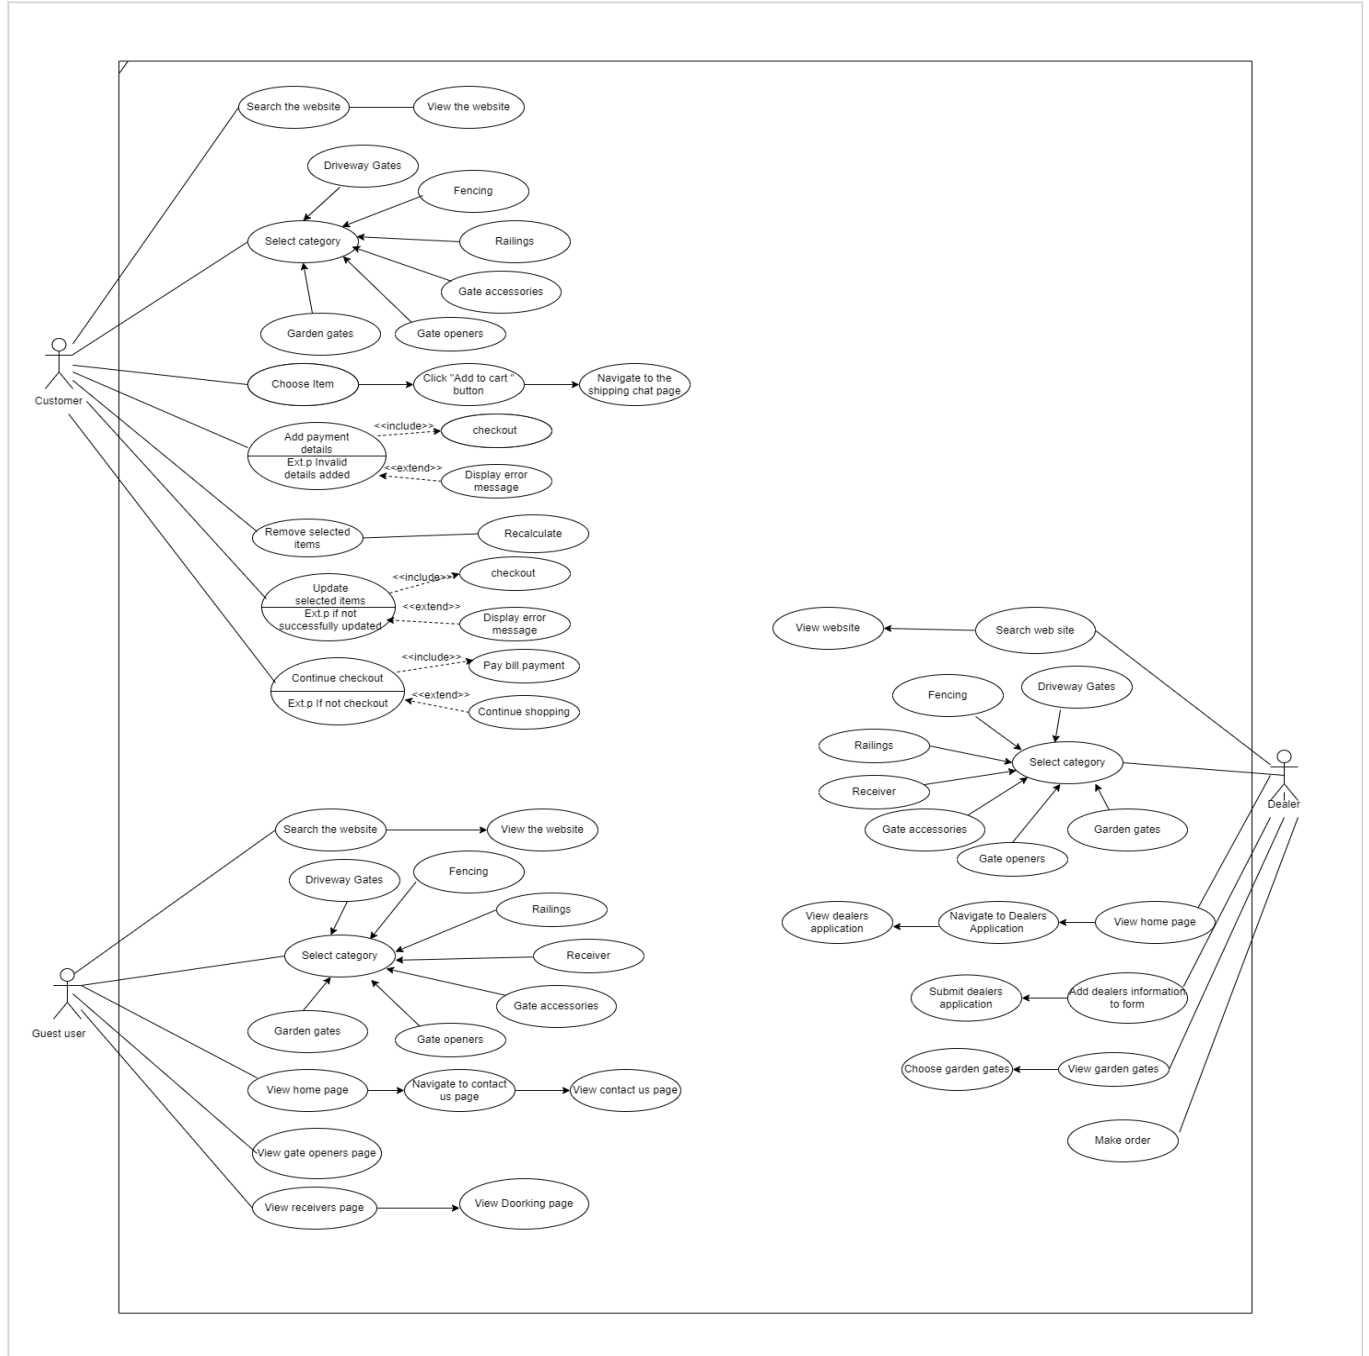 Search the website
View the website
Driveway Gates
Fencing
Select category
Railings
Gate accessories
Garden gates
Gate openers
Customer
Choose Item
Click "Add to cart "
button
Navigate to the
shipping chat page
Add payment
details
Ext.p Invalid
details added
<<include>>
checkout
<<extend>>
Display error
message
Remove selected
items
Recalculate
Update
selected items
Ext.p if not
successfully updated
<<include>>
checkout
<<extend>>
Display error
message
Continue checkout
Ext.p If not checkout
<<include>>
Pay bill payment
<<extend>>
Continue shopping
View website
Search web site
Driveway Gates
Fencing
Railings
Select category
Receiver
Gate accessories
Garden gates
Gate openers
Dealer
View dealers
application
Navigate to Dealers
Application
View home page
Submit dealers
application
Add dealers information
to form
Choose garden gates
View garden gates
Make order
Search the website
View the website
Driveway Gates
Fencing
Railings
Select category
Receiver
Gate accessories
Garden gates
Gate openers
Guest user
View home page
Navigate to contact
us page
View contact us page
View gate openers page
View receivers page
View Doorking page